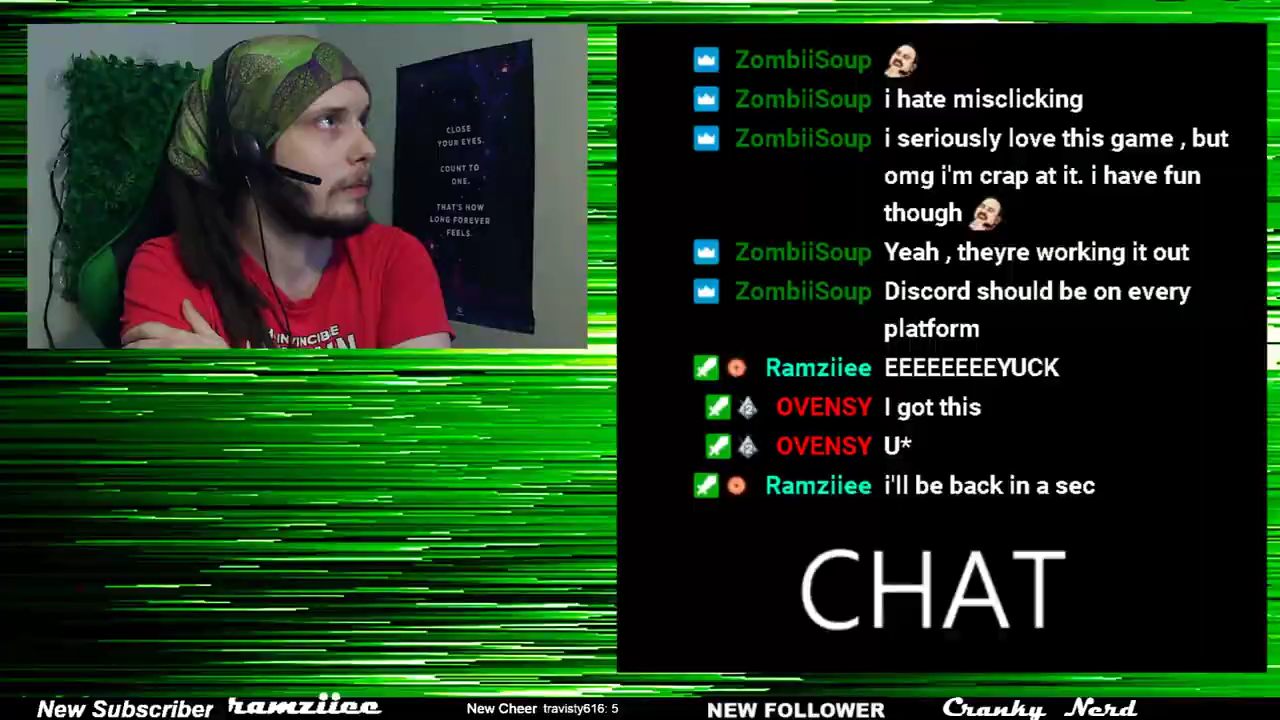 CLOSE
YOUR EYES.
COUNT TO
ONE.
THAT'S HOW
LONG FOREVER
FEELS.
INVINCIBLE
ZombiiSoup
ZombiiSoup i hate misclicking
ZombiiSoup i seriously love this game , but
omg i'm crap at it. i have fun
though
ZombiiSoup Yeah , theyre working it out
ZombiiSoup Discord should be on every
platform
Ramziiee EEEEEEEEYUCK
OVENSY I got this
OVENSY U*
Ramziiee i'll be back in a sec
CHAT
New Subscriber ramziiee New Cheer travisty616: 5 NEW FOLLOWER Cranky_Nerd